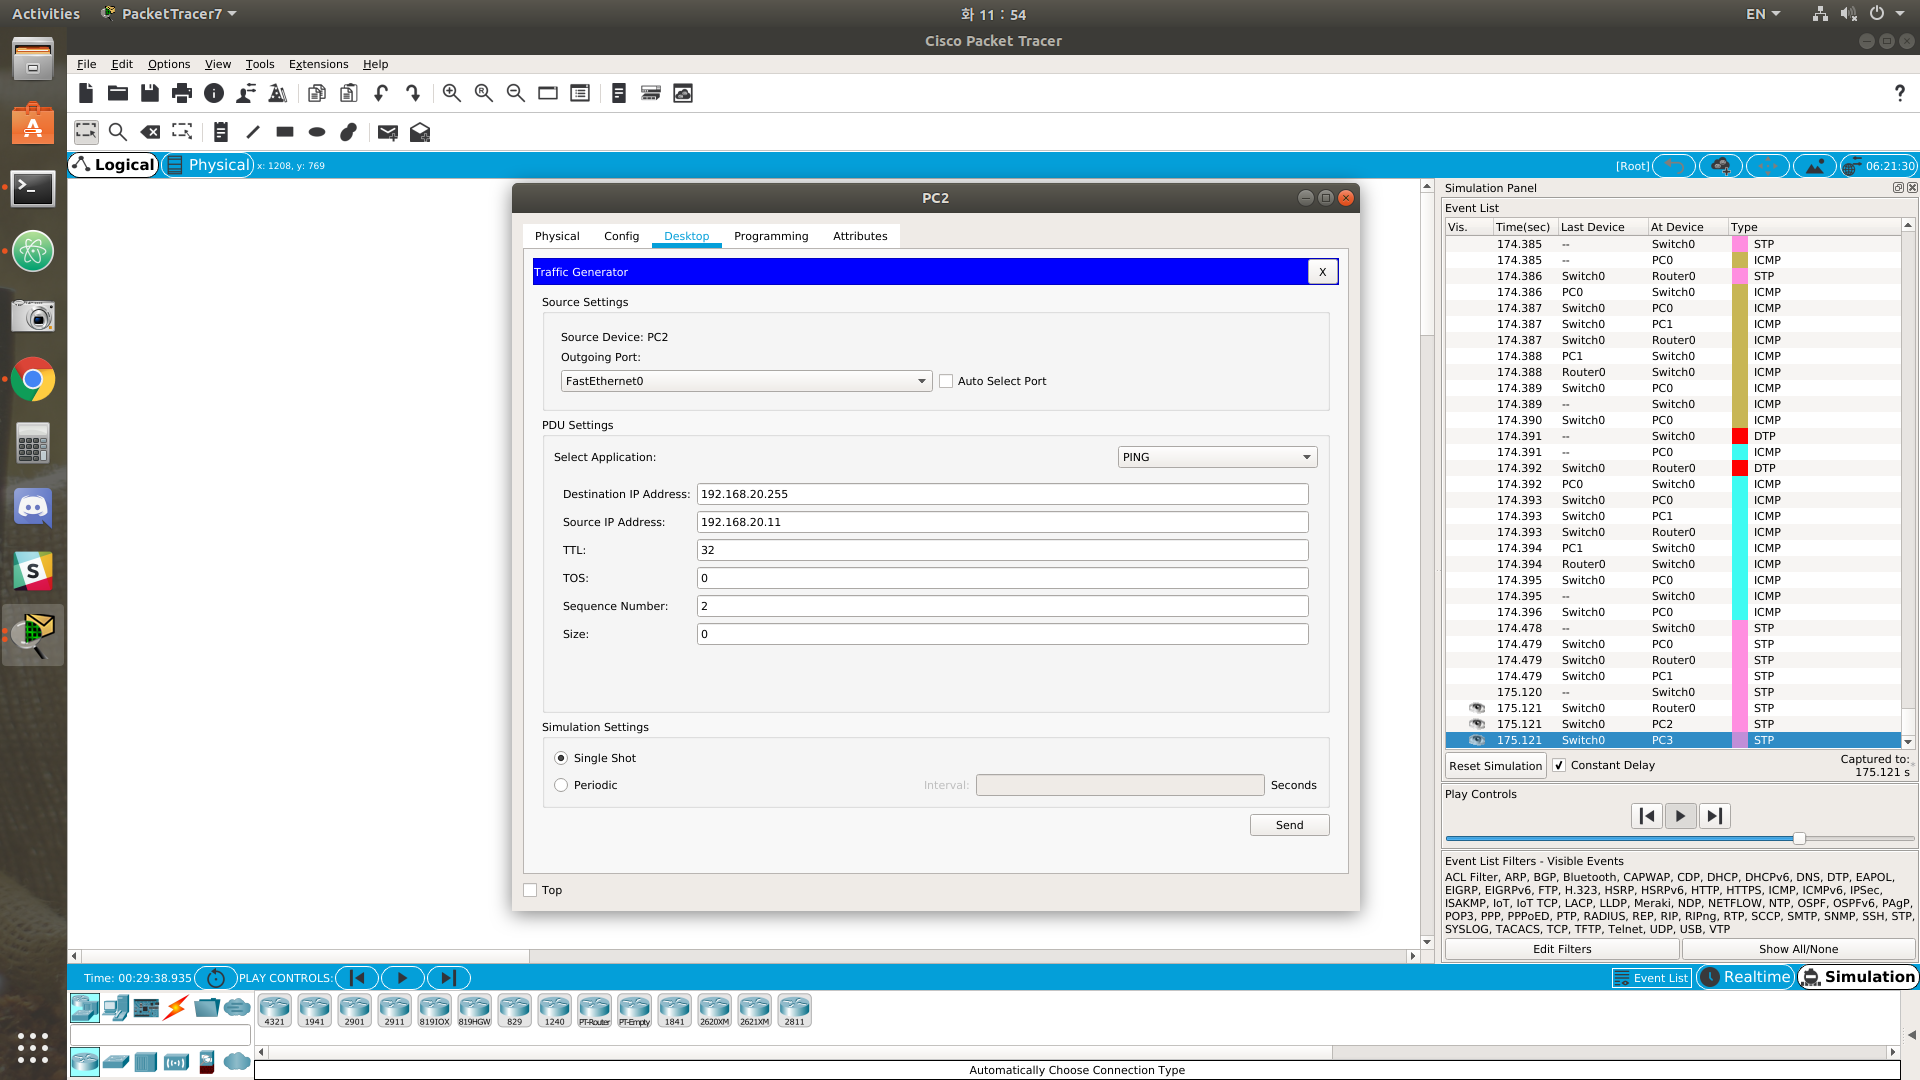 Activities PacketTracer7 화 11 : 54 EN
Cisco Packet Tracer
File Edit Options View Tools Extensions Help
?
Logical Physical x: 1208, y: 769 [Root] 06:21:30
PC2
Physical Config Desktop Programming Attributes
Traffic Generator X
Source Settings
Source Device: PC2
Outgoing Port:
FastEthernet0 Auto Select Port
PDU Settings
Select Application: PING
Destination IP Address: 192.168.20.255
Source IP Address: 192.168.20.11
TTL: 32
TOS: 0
Sequence Number: 2
Size: 0
Simulation Settings
Single Shot
Periodic Interval: Seconds
Send
Top
Simulation Panel
Event List
Vis. Time(sec) Last Device At Device Type
174.385 -- Switch0 STP
174.385 -- PC0 ICMP
174.386 Switch0 Router0 STP
174.386 PC0 Switch0 ICMP
174.387 Switch0 PC0 ICMP
174.387 Switch0 PC1 ICMP
174.387 Switch0 Router0 ICMP
174.388 PC1 Switch0 ICMP
174.388 Router0 Switch0 ICMP
174.389 Switch0 PC0 ICMP
174.389 -- Switch0 ICMP
174.390 Switch0 PC0 ICMP
174.391 -- Switch0 DTP
174.391 -- PC0 ICMP
174.392 Switch0 Router0 DTP
174.392 PC0 Switch0 ICMP
174.393 Switch0 PC0 ICMP
174.393 Switch0 PC1 ICMP
174.393 Switch0 Router0 ICMP
174.394 PC1 Switch0 ICMP
174.394 Router0 Switch0 ICMP
174.395 Switch0 PC0 ICMP
174.395 -- Switch0 ICMP
174.396 Switch0 PC0 ICMP
174.478 -- Switch0 STP
174.479 Switch0 PC0 STP
174.479 Switch0 Router0 STP
174.479 Switch0 PC1 STP
175.120 -- Switch0 STP
175.121 Switch0 Router0 STP
175.121 Switch0 PC2 STP
175.121 Switch0 PC3 STP
Reset Simulation Constant Delay Captured to:
175.121 s
Play Controls
Event List Filters - Visible Events
ACL Filter, ARP, BGP, Bluetooth, CAPWAP, CDP, DHCP, DHCPv6, DNS, DTP, EAPOL,
EIGRP, EIGRPv6, FTP, H.323, HSRP, HSRPv6, HTTP, HTTPS, ICMP, ICMPv6, IPSec,
ISAKMP, IoT, IoT TCP, LACP, LLDP, Meraki, NDP, NETFLOW, NTP, OSPF, OSPFv6, PAgP,
POP3, PPP, PPPoED, PTP, RADIUS, REP, RIP, RIPng, RTP, SCCP, SMTP, SNMP, SSH, STP,
SYSLOG, TACACS, TCP, TFTP, Telnet, UDP, USB, VTP
Edit Filters Show All/None
Time: 00:29:38.935 PLAY CONTROLS: Event List Realtime Simulation
4321 1941 2901 2911 819IOX 819HGW 829 1240 PT-Router PT-Empty 1841 2620XM 2621XM 2811
Automatically Choose Connection Type